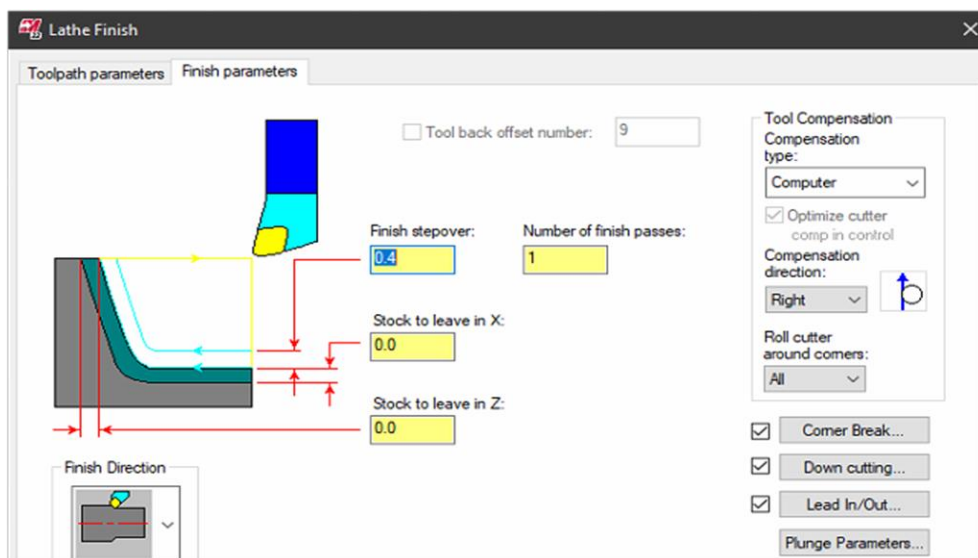 Lathe Finish
Toolpath parameters
Finish parameters
Tool back offset number:
9
Finish stepover:
0.4
Number of finish passes:
1
Stock to leave in X:
0.0
Stock to leave in Z:
0.0
Finish Direction
Tool Compensation
Compensation
type:
Computer
Optimize cutter
comp in control
Compensation
direction:
Right
Roll cutter
around corners:
All
Corner Break...
Down cutting...
Lead In/Out...
Plunge Parameters...